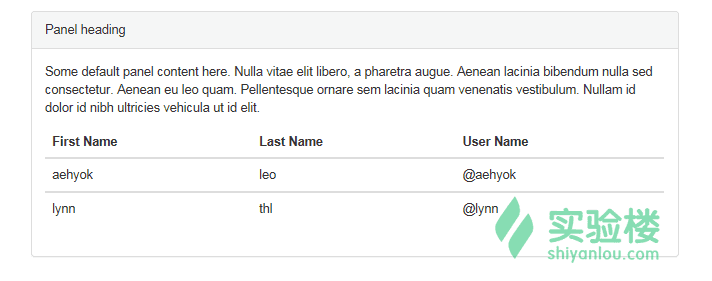 Panel heading
Some default panel content here. Nulla vitae elit libero, a pharetra augue. Aenean lacinia bibendum nulla sed
consectetur. Aenean eu leo quam. Pellentesque ornare sem lacinia quam venenatis vestibulum. Nullam id
dolor id nibh ultricies vehicula ut id elit.
First Name Last Name User Name
aehyok leo @aehyok
lynn thl @lynn
实验楼
shiyanlou.com